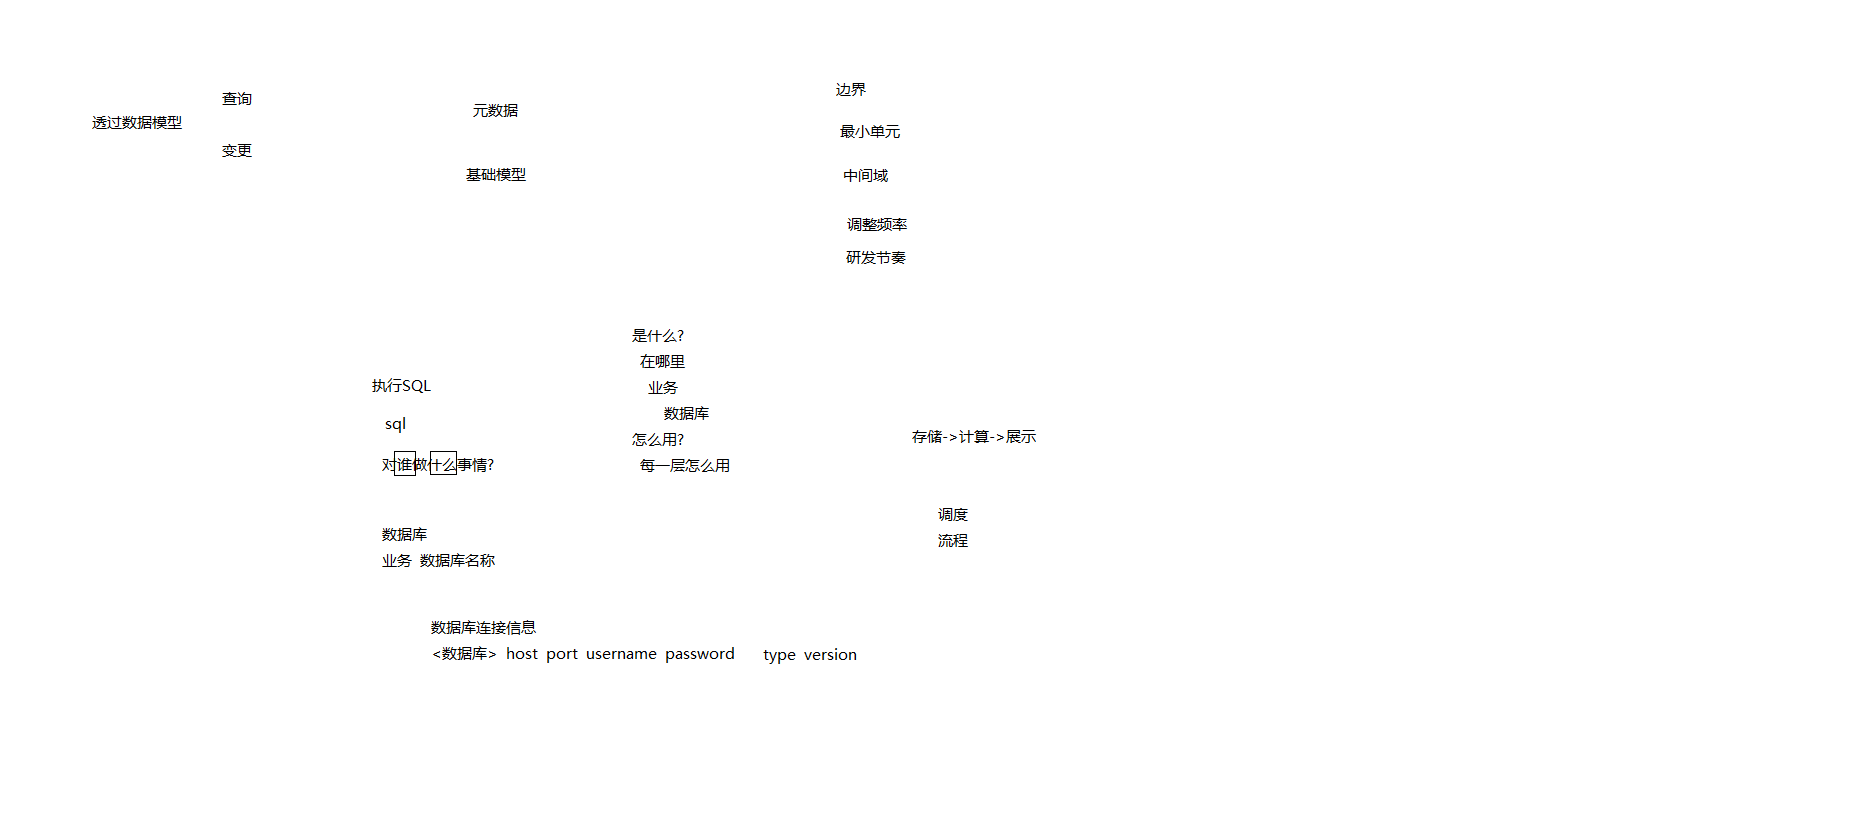 透过数据模型
查询
变更
元数据
基础模型
边界
最小单元
中间域
调整频率
研发节奏
执行SQL
sql
对谁做什么事情?
是什么?
在哪里
业务
数据库
怎么用?
每一层怎么用
存储->计算->展示
调度
流程
数据库
业务 数据库名称
数据库连接信息
<数据库> host port username password type version